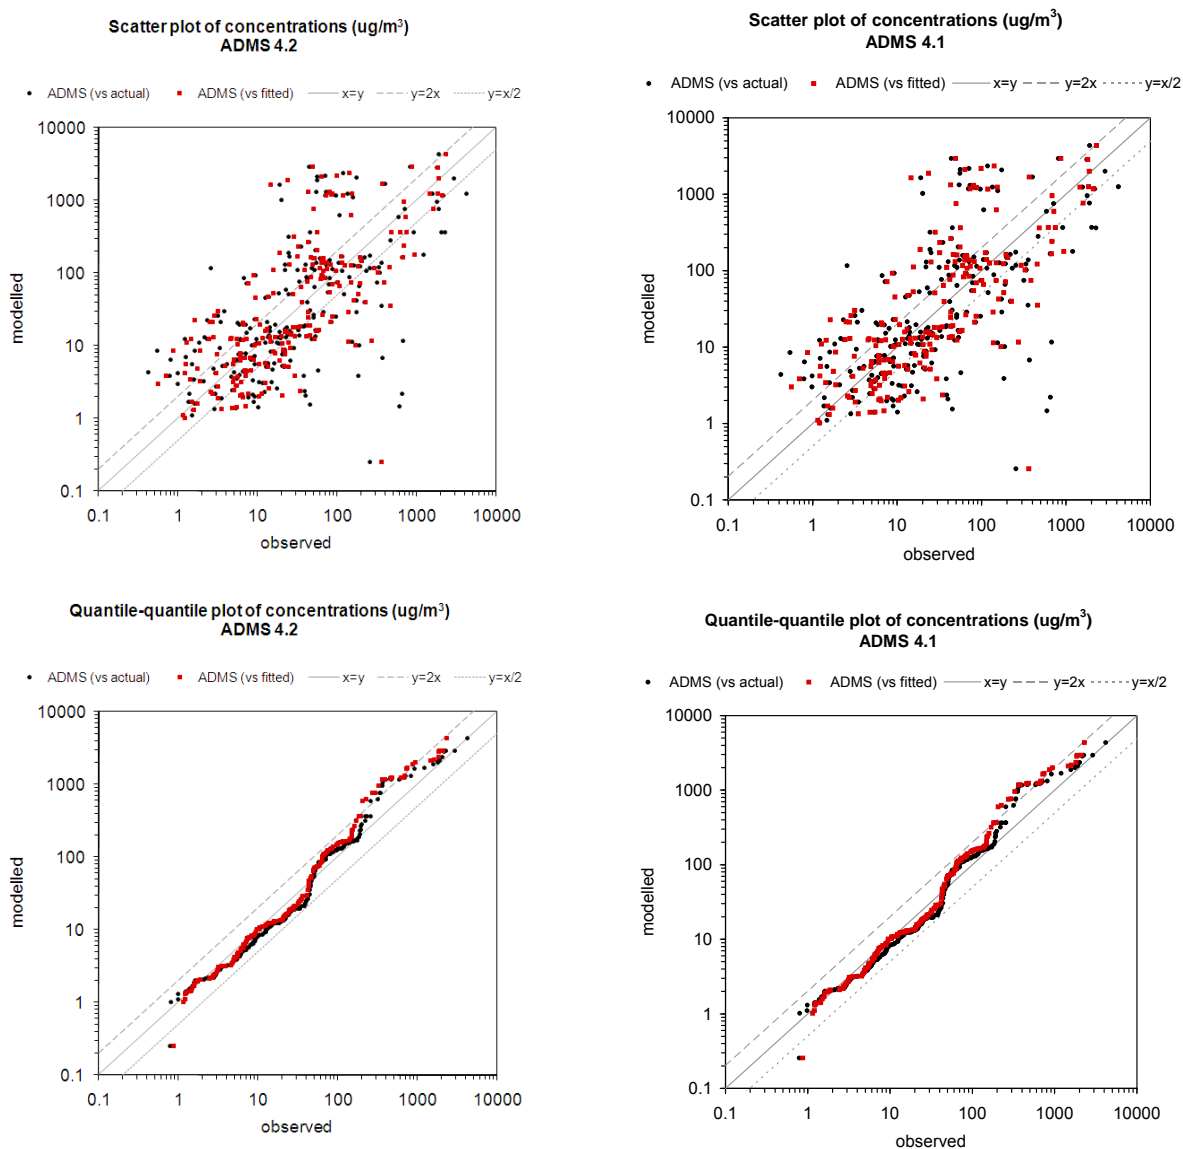 Scatter plot of concentrations (ug/m³)
ADMS 4.2
ADMS (vs actual) ADMS (vs fitted) x=y y=2x y=x/2
10000
1000
100
10
1
0.1
modelled
0.1 1 10 100 1000 10000
observed
Scatter plot of concentrations (ug/m³)
ADMS 4.1
ADMS (vs actual) ADMS (vs fitted) x=y y=2x y=x/2
10000
1000
100
10
1
0.1
modelled
0.1 1 10 100 1000 10000
observed
Quantile-quantile plot of concentrations (ug/m³)
ADMS 4.2
ADMS (vs actual) ADMS (vs fitted) x=y y=2x y=x/2
10000
1000
100
10
1
0.1
modelled
0.1 1 10 100 1000 10000
observed
Quantile-quantile plot of concentrations (ug/m³)
ADMS 4.1
ADMS (vs actual) ADMS (vs fitted) x=y y=2x y=x/2
10000
1000
100
10
1
0.1
modelled
0.1 1 10 100 1000 10000
observed